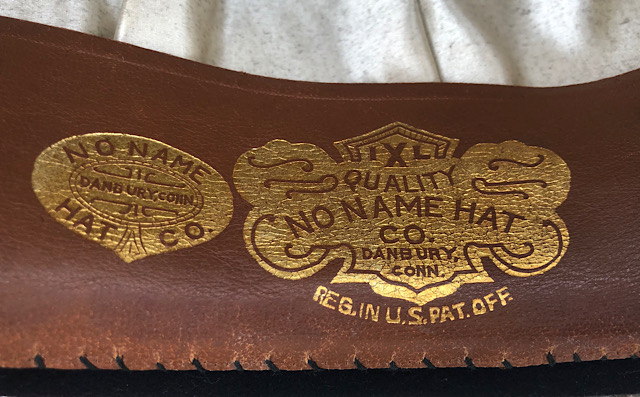 NO NAME
DANBURY, CONN.
HAT CO.
IXL
QUALITY
NO NAME HAT
CO.
DANBURY,
CONN.
REG. IN U.S. PAT. OFF.